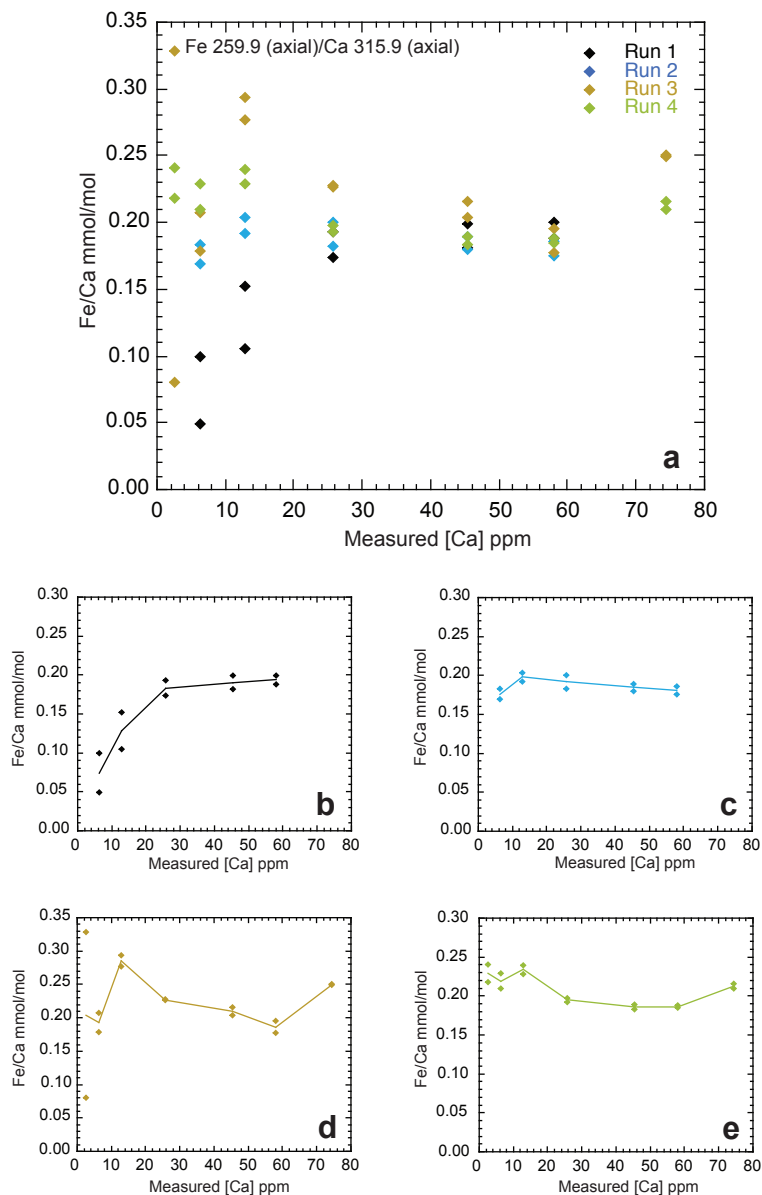 Fe 259.9 (axial)/Ca 315.9 (axial)
Run 1
Run 2
Run 3
Run 4
0.35
0.30
0.25
0.20
0.15
0.10
0.05
0.00
Fe/Ca mmol/mol
a
0 10 20 30 40 50 60 70 80
Measured [Ca] ppm
0.30
0.25
0.20
0.15
0.10
0.05
0.00
Fe/Ca mmol/mol
b
0 10 20 30 40 50 60 70 80
Measured [Ca] ppm
0.30
0.25
0.20
0.15
0.10
0.05
0.00
Fe/Ca mmol/mol
c
0 10 20 30 40 50 60 70 80
Measured [Ca] ppm
0.35
0.30
0.25
0.20
0.15
0.10
0.05
0.00
Fe/Ca mmol/mol
d
0 10 20 30 40 50 60 70 80
Measured [Ca] ppm
0.30
0.25
0.20
0.15
0.10
0.05
0.00
Fe/Ca mmol/mol
e
0 10 20 30 40 50 60 70 80
Measured [Ca] ppm